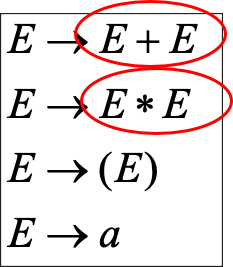 E → E + E
E → E * E
E → (E)
E → a